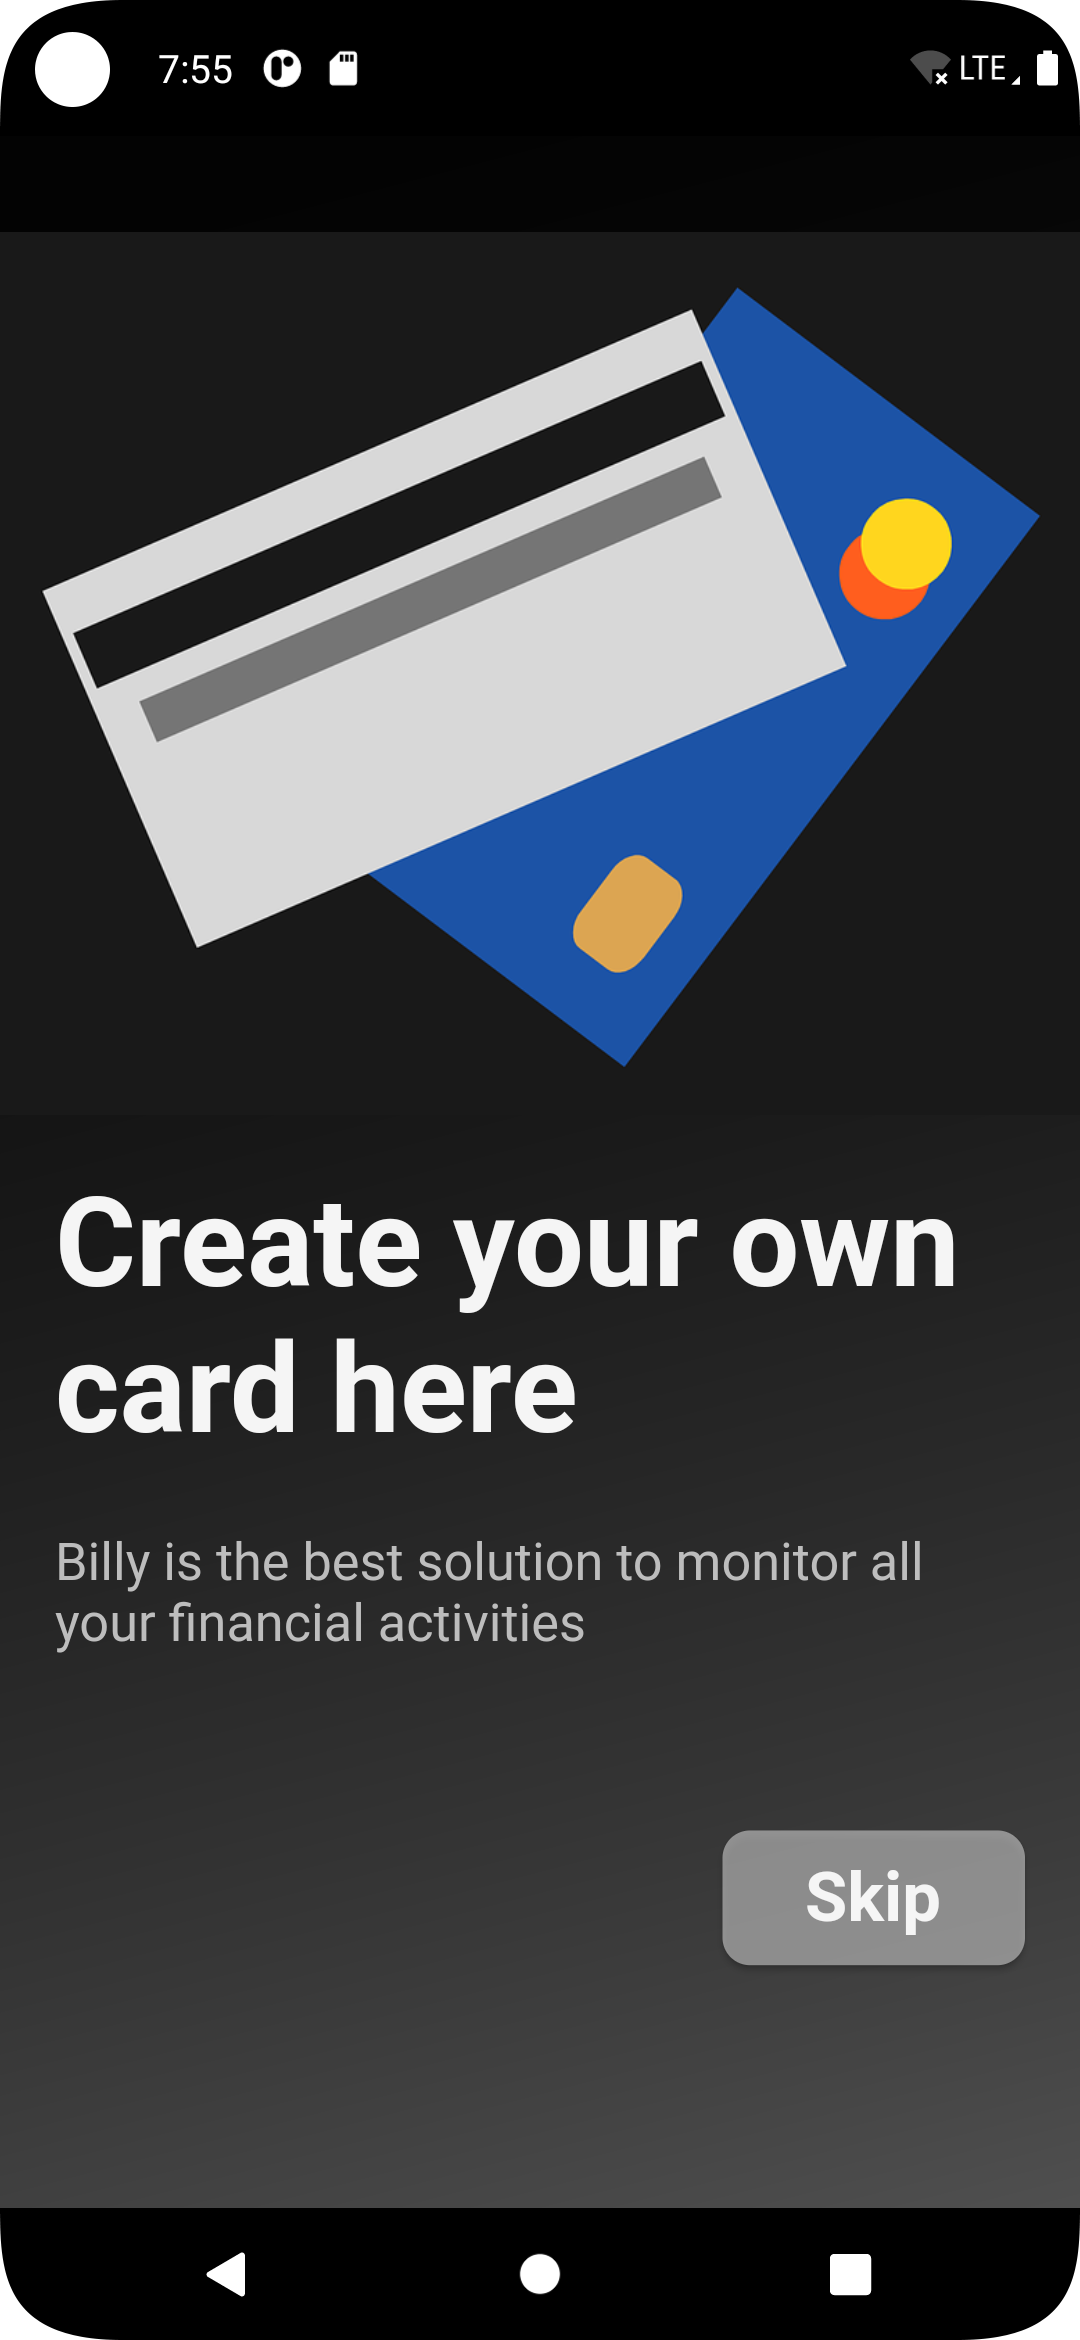 7:55 LTE
Create your own
card here
Billy is the best solution to monitor all
your financial activities
Skip